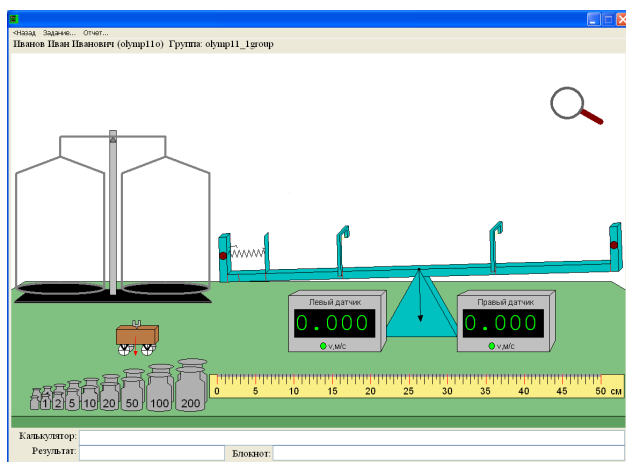 <Назад Задание... Отчет...
Иванов Иван Иванович (olymp11o) Группа: olymp11_1group
Левый датчик Правый датчик
0.000 0.000
v,м/с v,м/с
1 2 5 10 20 50 100 200
0 5 10 15 20 25 30 35 40 45 50 см
Калькулятор:
Результат: Блокнот: